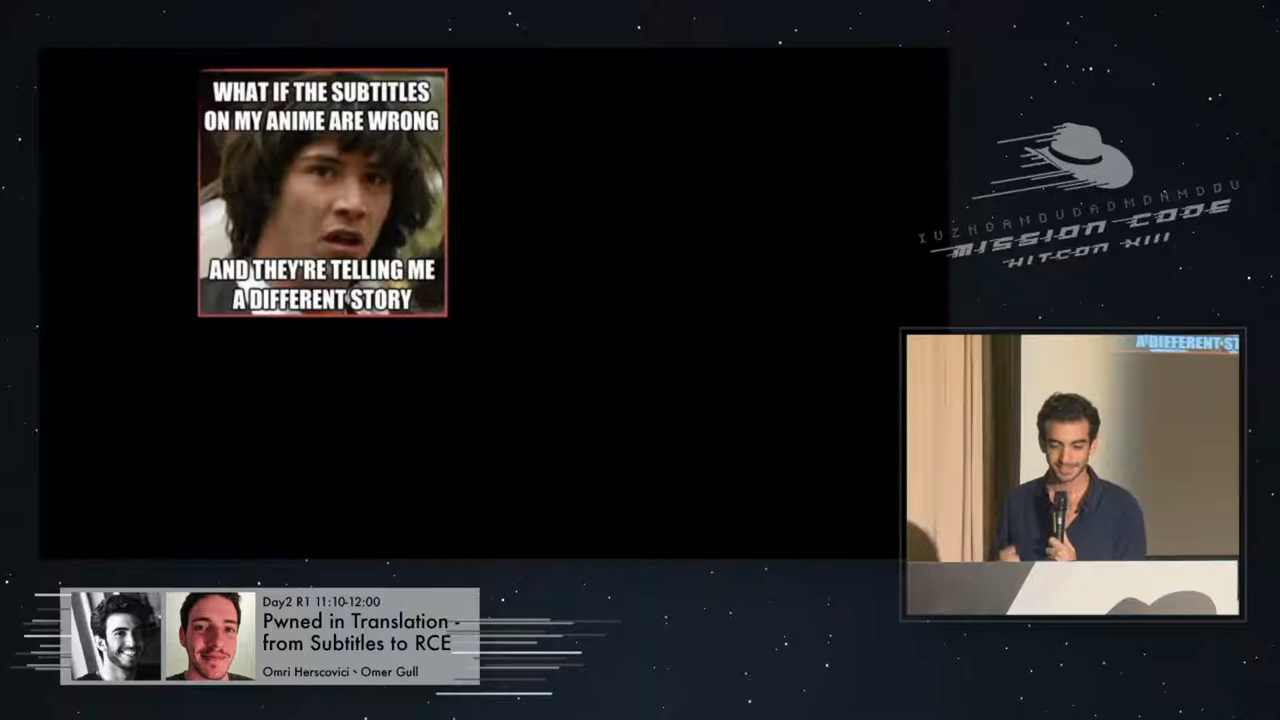 WHAT IF THE SUBTITLES
ON MY ANIME ARE WRONG
AND THEY'RE TELLING ME
A DIFFERENT STORY
MISSION CODE
HITCON XIII
A DIFFERENT ST
Day2 R1 11:10-12:00
Pwned in Translation -
from Subtitles to RCE
Omri Herscovici、Omer Gull